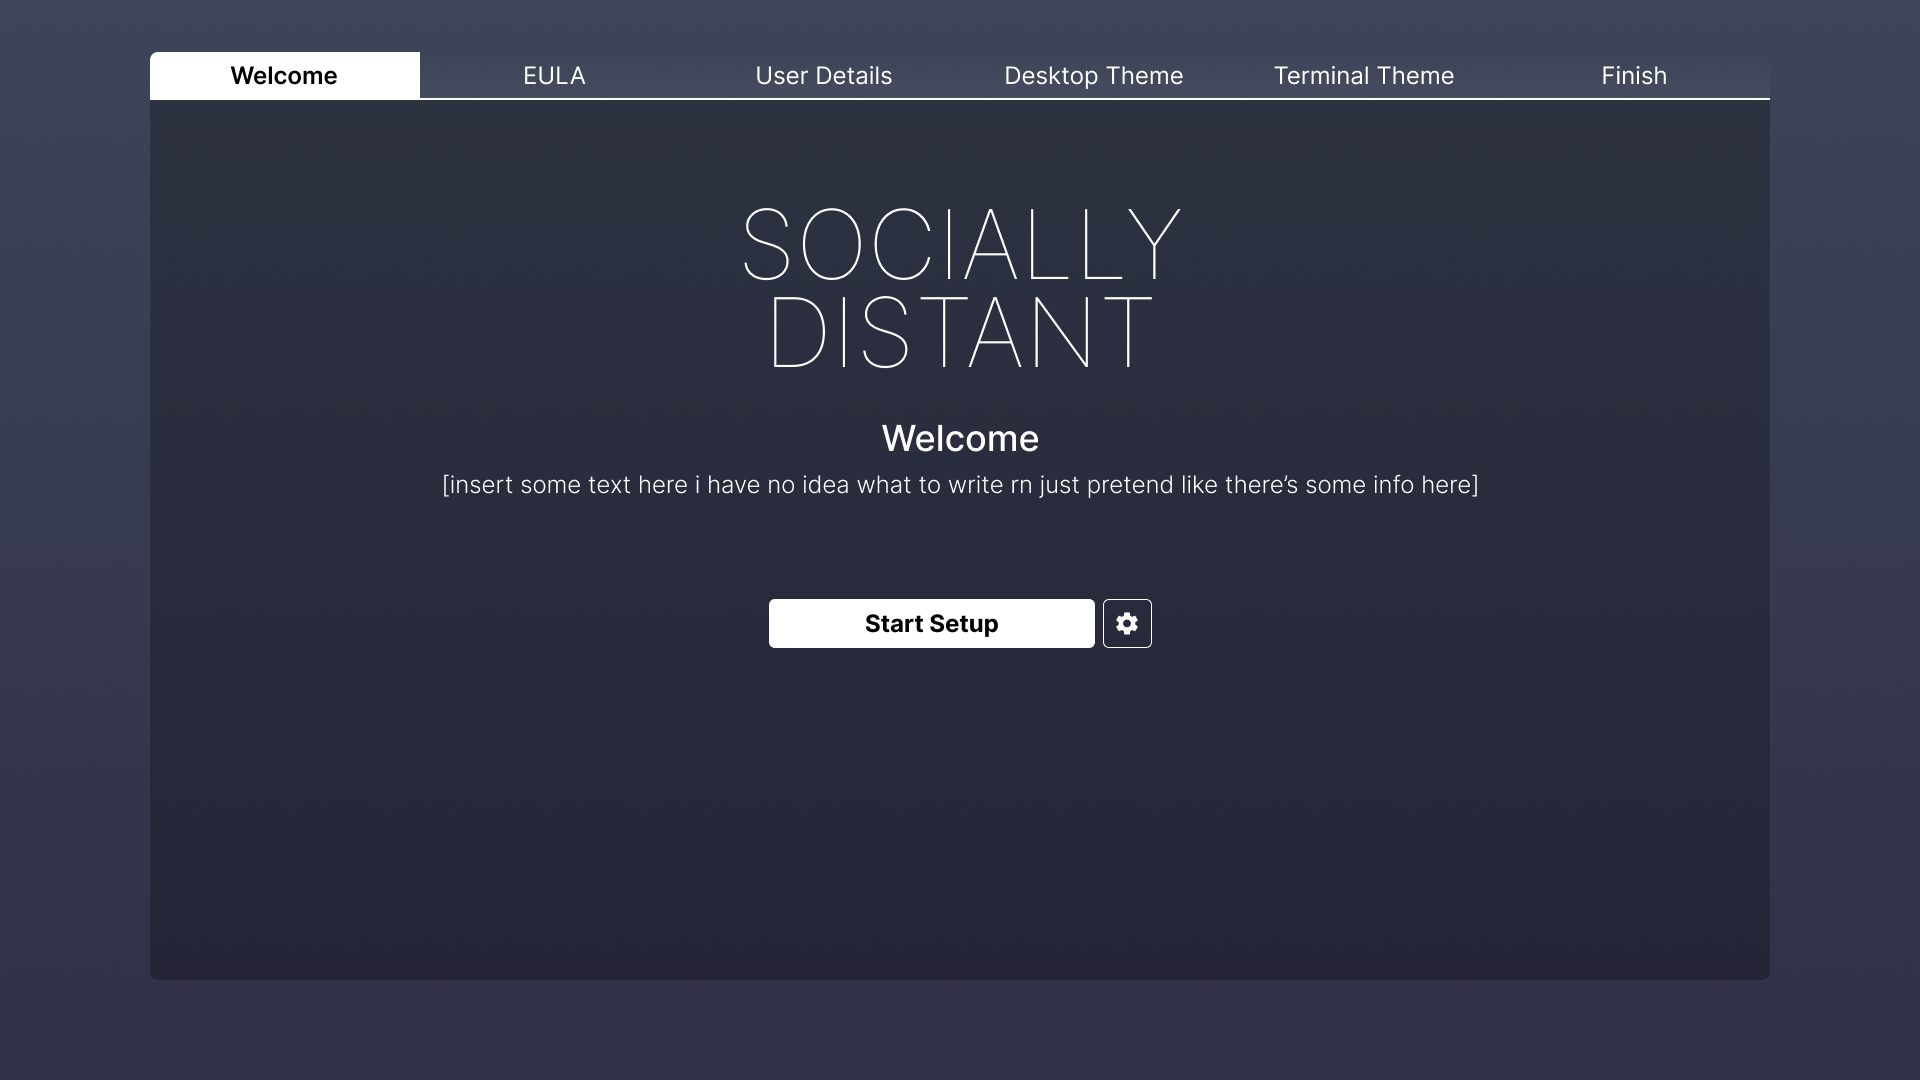 Welcome
EULA
User Details
Desktop Theme
Terminal Theme
Finish
SOCIALLY
DISTANT
Welcome
[insert some text here i have no idea what to write rn just pretend like there’s some info here]
Start Setup